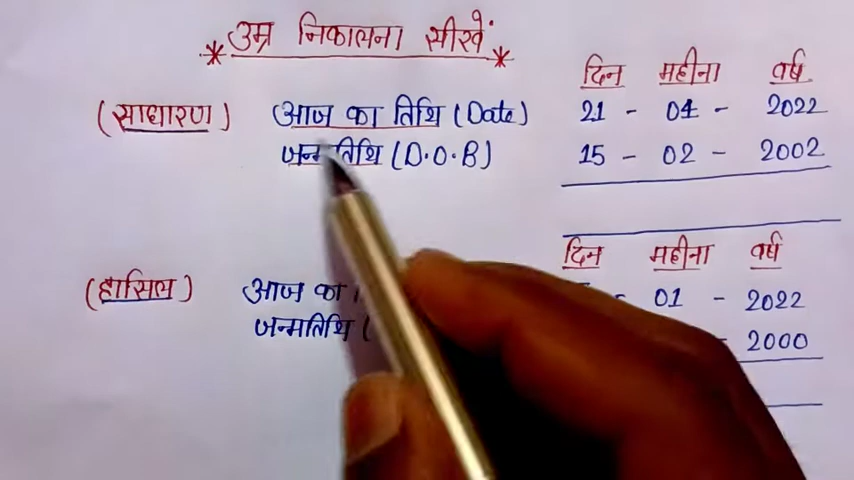 * उम्र निकालना सीखें *
दिन महीना वर्ष
(साधारण) आज का तिथि (Date) 21 - 04 - 2022
जन्मतिथि (D.O.B) 15 - 02 - 2002
दिन महीना वर्ष
(हासिल) आज का - 01 - 2022
जन्मतिथि ( - 2000